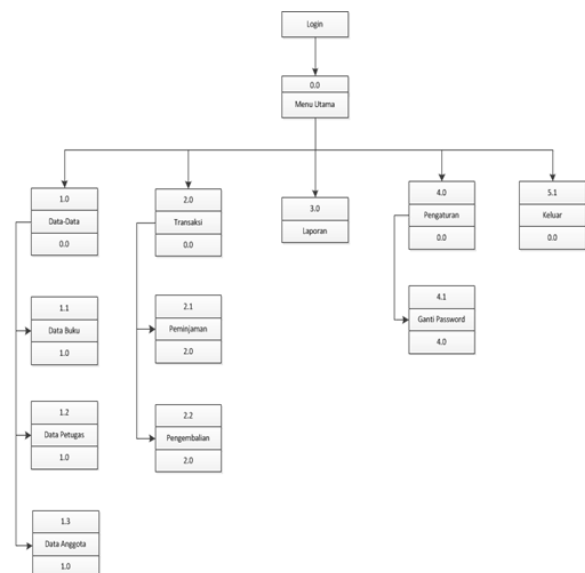 Login
0.0
Menu Utama
1.0
Data-Data
0.0
2.0
Transaksi
0.0
3.0
Laporan
4.0
Pengaturan
0.0
5.1
Keluar
0.0
1.1
Data Buku
1.0
2.1
Peminjaman
2.0
4.1
Ganti Password
4.0
1.2
Data Petugas
1.0
2.2
Pengembalian
2.0
1.3
Data Anggota
1.0